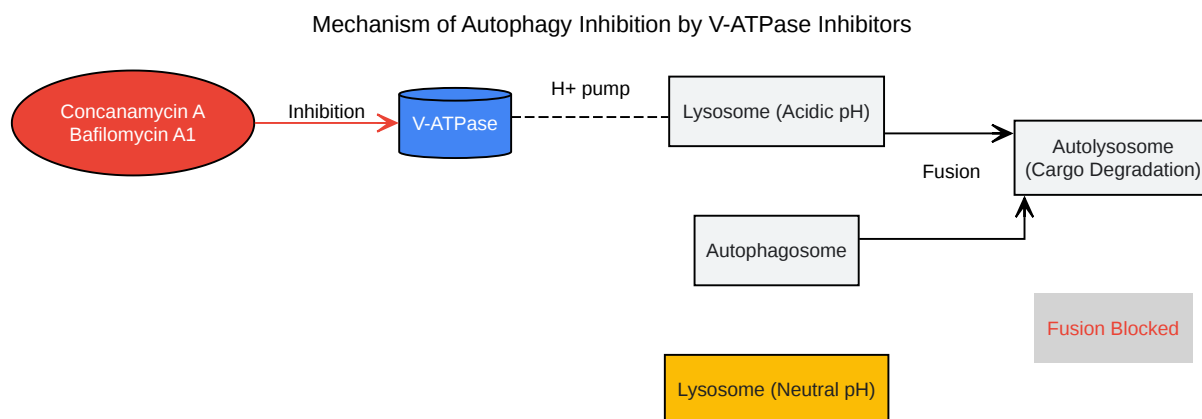 Mechanism of Autophagy Inhibition by V-ATPase Inhibitors
Concanamycin A
Bafilomycin A1
Inhibition
V-ATPase
H+ pump
Lysosome (Acidic pH)
Fusion
Autolysosome
(Cargo Degradation)
Autophagosome
Fusion Blocked
Lysosome (Neutral pH)